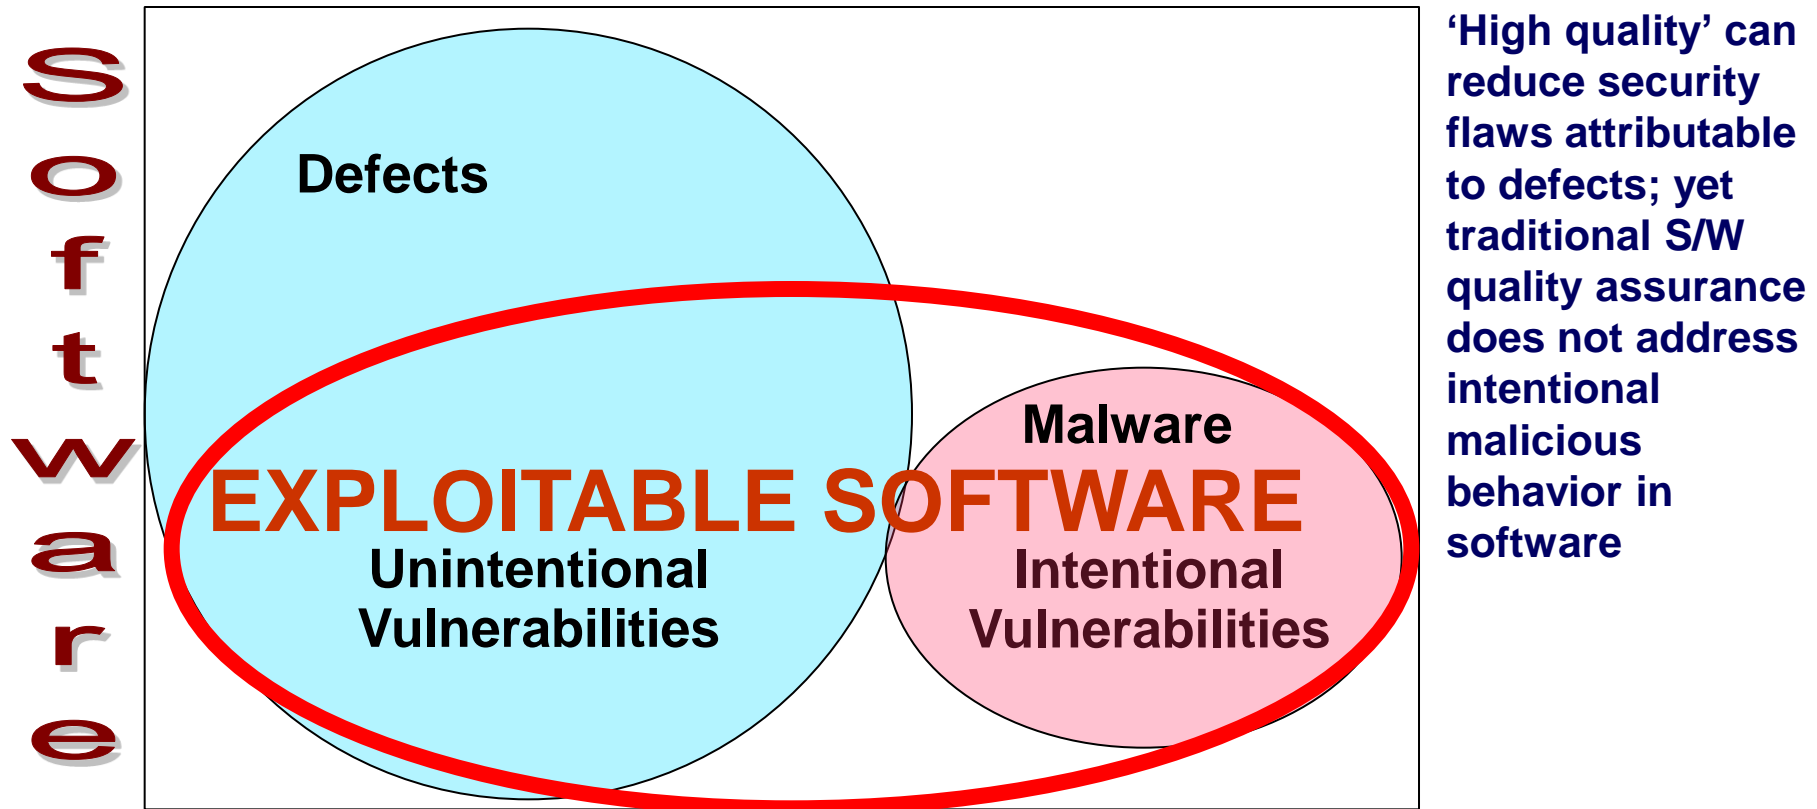 Software
Defects
Malware
EXPLOITABLE SOFTWARE
Unintentional
Vulnerabilities
Intentional
Vulnerabilities
‘High quality’ can
reduce security
flaws attributable
to defects; yet
traditional S/W
quality assurance
does not address
intentional
malicious
behavior in
software